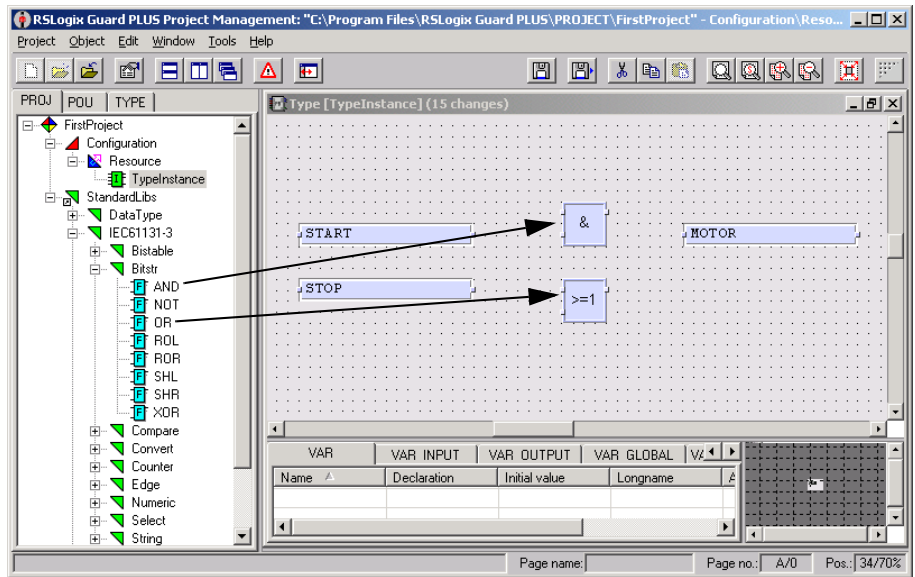 RSLogix Guard PLUS Project Management: "C:\Program Files\RSLogix Guard PLUS\PROJECT\FirstProject" - Configuration\Reso...
Project Object Edit Window Tools Help
PROJ POU TYPE
FirstProject
Configuration
Resource
TypeInstance
StandardLibs
DataType
IEC61131-3
Bistable
Bitstr
AND
NOT
OR
ROL
ROR
SHL
SHR
XOR
Compare
Convert
Counter
Edge
Numeric
Select
String
Type [TypeInstance] (15 changes)
START
&
MOTOR
STOP
>=1
VAR VAR INPUT VAR OUTPUT VAR GLOBAL
Name Declaration Initial value Longname
Page name: Page no.: A/0 Pos.: 34/70%